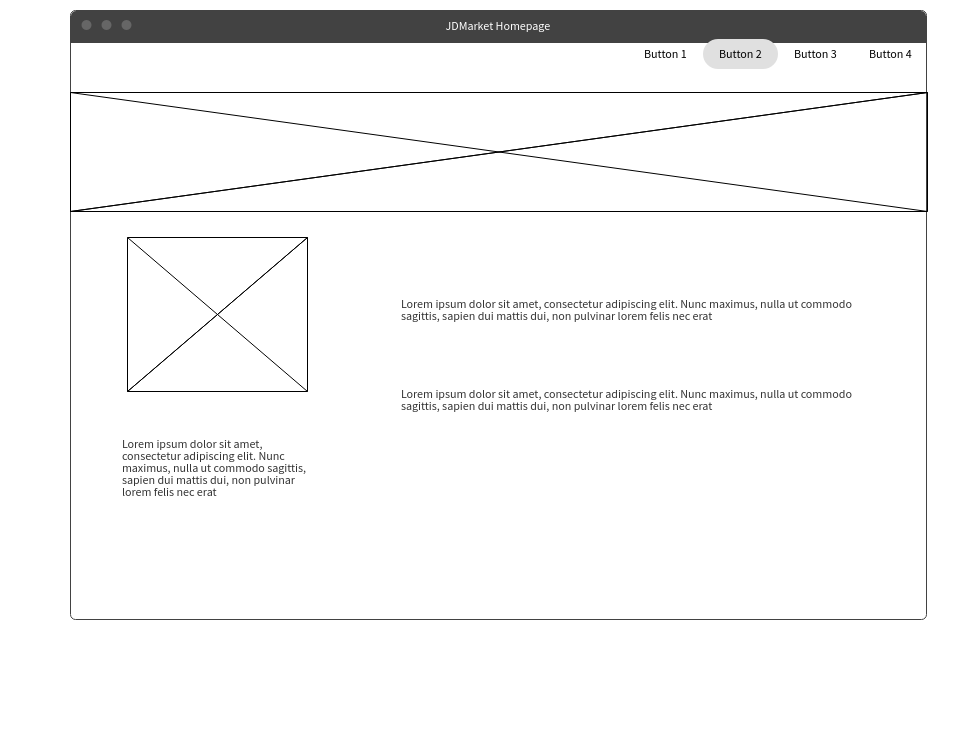 JDMarket Homepage
Button 1 Button 2 Button 3 Button 4
Lorem ipsum dolor sit amet, consectetur adipiscing elit. Nunc maximus, nulla ut commodo
sagittis, sapien dui mattis dui, non pulvinar lorem felis nec erat
Lorem ipsum dolor sit amet, consectetur adipiscing elit. Nunc maximus, nulla ut commodo
sagittis, sapien dui mattis dui, non pulvinar lorem felis nec erat
Lorem ipsum dolor sit amet,
consectetur adipiscing elit. Nunc
maximus, nulla ut commodo sagittis,
sapien dui mattis dui, non pulvinar
lorem felis nec erat